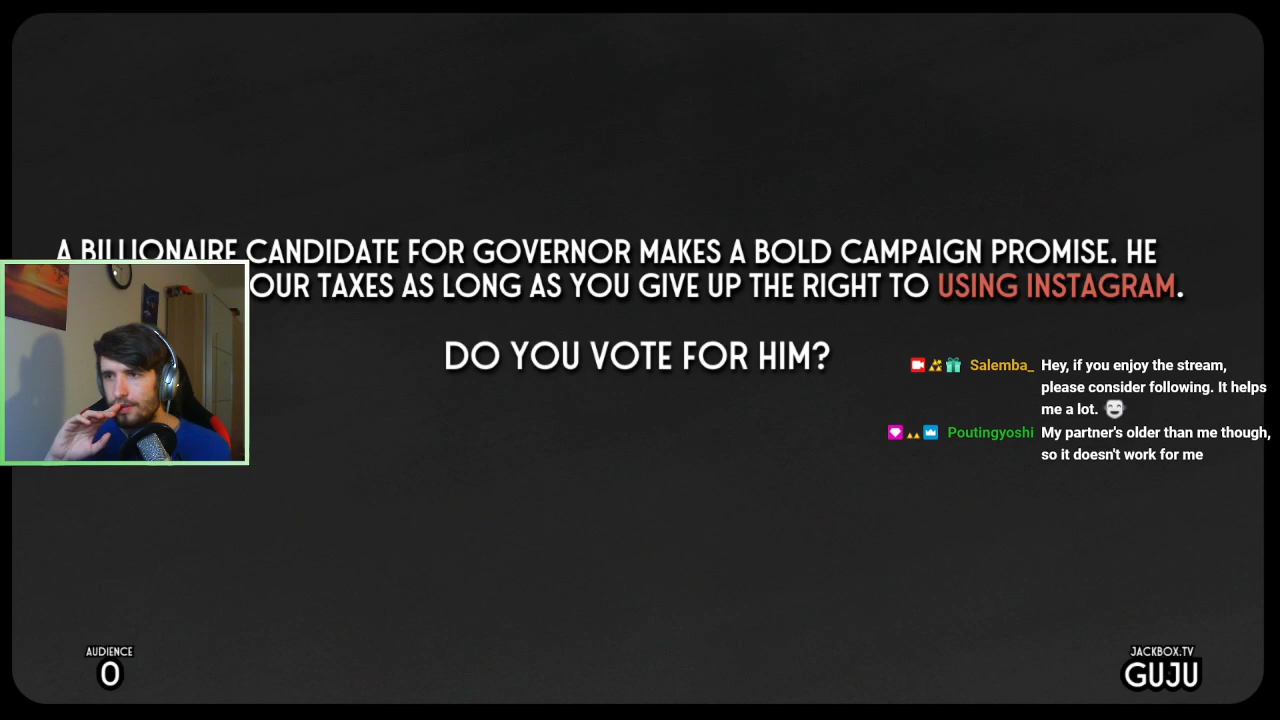 A BILLIONAIRE CANDIDATE FOR GOVERNOR MAKES A BOLD CAMPAIGN PROMISE. HE
OUR TAXES AS LONG AS YOU GIVE UP THE RIGHT TO USING INSTAGRAM.
DO YOU VOTE FOR HIM?
Salemba_ Hey, if you enjoy the stream,
please consider following. It helps
me a lot.
Poutingyoshi My partner's older than me though,
so it doesn't work for me
AUDIENCE
0
JACKBOX.TV
GUJU